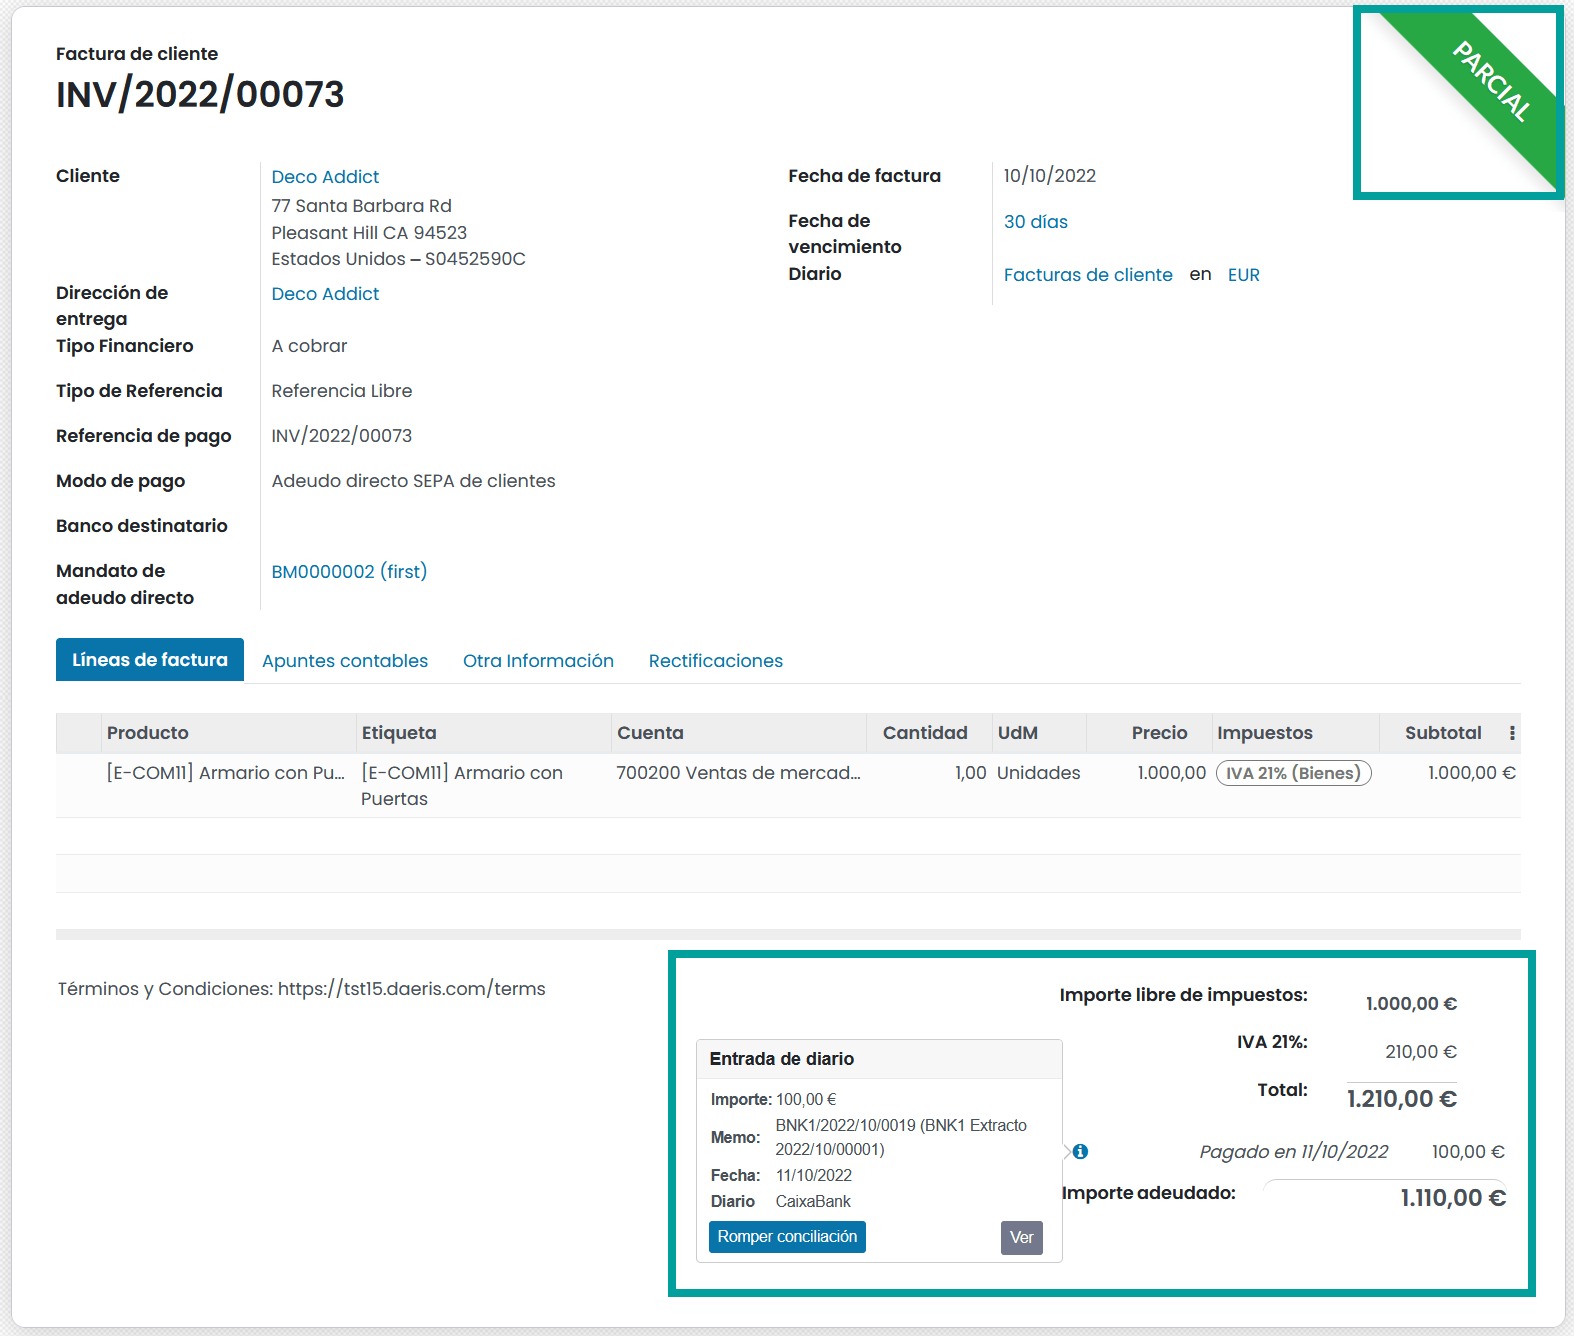 Factura de cliente
INV/2022/00073
PARCIAL
Cliente
Deco Addict
77 Santa Barbara Rd
Pleasant Hill CA 94523
Estados Unidos – S0452590C
Dirección de
entrega
Deco Addict
Tipo Financiero
A cobrar
Tipo de Referencia
Referencia Libre
Referencia de pago
INV/2022/00073
Modo de pago
Adeudo directo SEPA de clientes
Banco destinatario
Mandato de
adeudo directo
BM0000002 (first)
Fecha de factura
10/10/2022
Fecha de
vencimiento
30 días
Diario
Facturas de cliente en EUR
Líneas de factura Apuntes contables Otra Información Rectificaciones
Producto Etiqueta Cuenta Cantidad UdM Precio Impuestos Subtotal
[E-COM11] Armario con Pu... [E-COM11] Armario con 700200 Ventas de mercad... 1,00 Unidades 1.000,00 IVA 21% (Bienes) 1.000,00 €
Puertas
Términos y Condiciones: https://tst15.daeris.com/terms
Importe libre de impuestos: 1.000,00 €
IVA 21%: 210,00 €
Total: 1.210,00 €
Pagado en 11/10/2022 100,00 €
Importe adeudado: 1.110,00 €
Entrada de diario
Importe: 100,00 €
Memo: BNK1/2022/10/0019 (BNK1 Extracto
2022/10/00001)
Fecha: 11/10/2022
Diario CaixaBank
Romper conciliación Ver